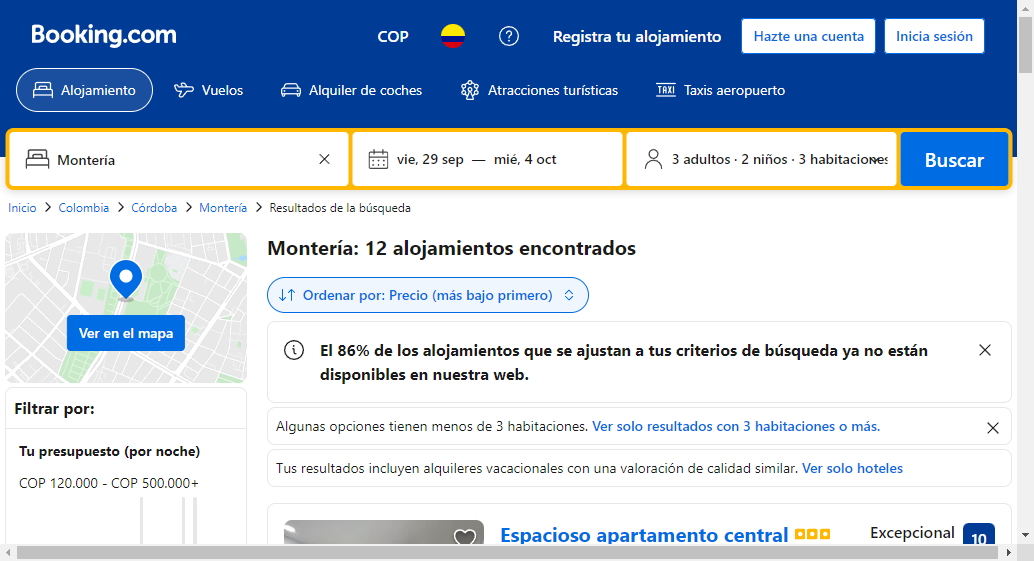 Booking.com
COP
Registra tu alojamiento
Hazte una cuenta
Inicia sesión
Alojamiento
Vuelos
Alquiler de coches
Atracciones turísticas
TAXI
Taxis aeropuerto
Montería
vie, 29 sep — mié, 4 oct
3 adultos · 2 niños · 3 habitaciones
Buscar
Inicio > Colombia > Córdoba > Montería > Resultados de la búsqueda
Ver en el mapa
Filtrar por:
Tu presupuesto (por noche)
COP 120.000 - COP 500.000+
Montería: 12 alojamientos encontrados
Ordenar por: Precio (más bajo primero)
El 86% de los alojamientos que se ajustan a tus criterios de búsqueda ya no están
disponibles en nuestra web.
Algunas opciones tienen menos de 3 habitaciones. Ver solo resultados con 3 habitaciones o más.
Tus resultados incluyen alquileres vacacionales con una valoración de calidad similar. Ver solo hoteles
Espacioso apartamento central
Excepcional
10